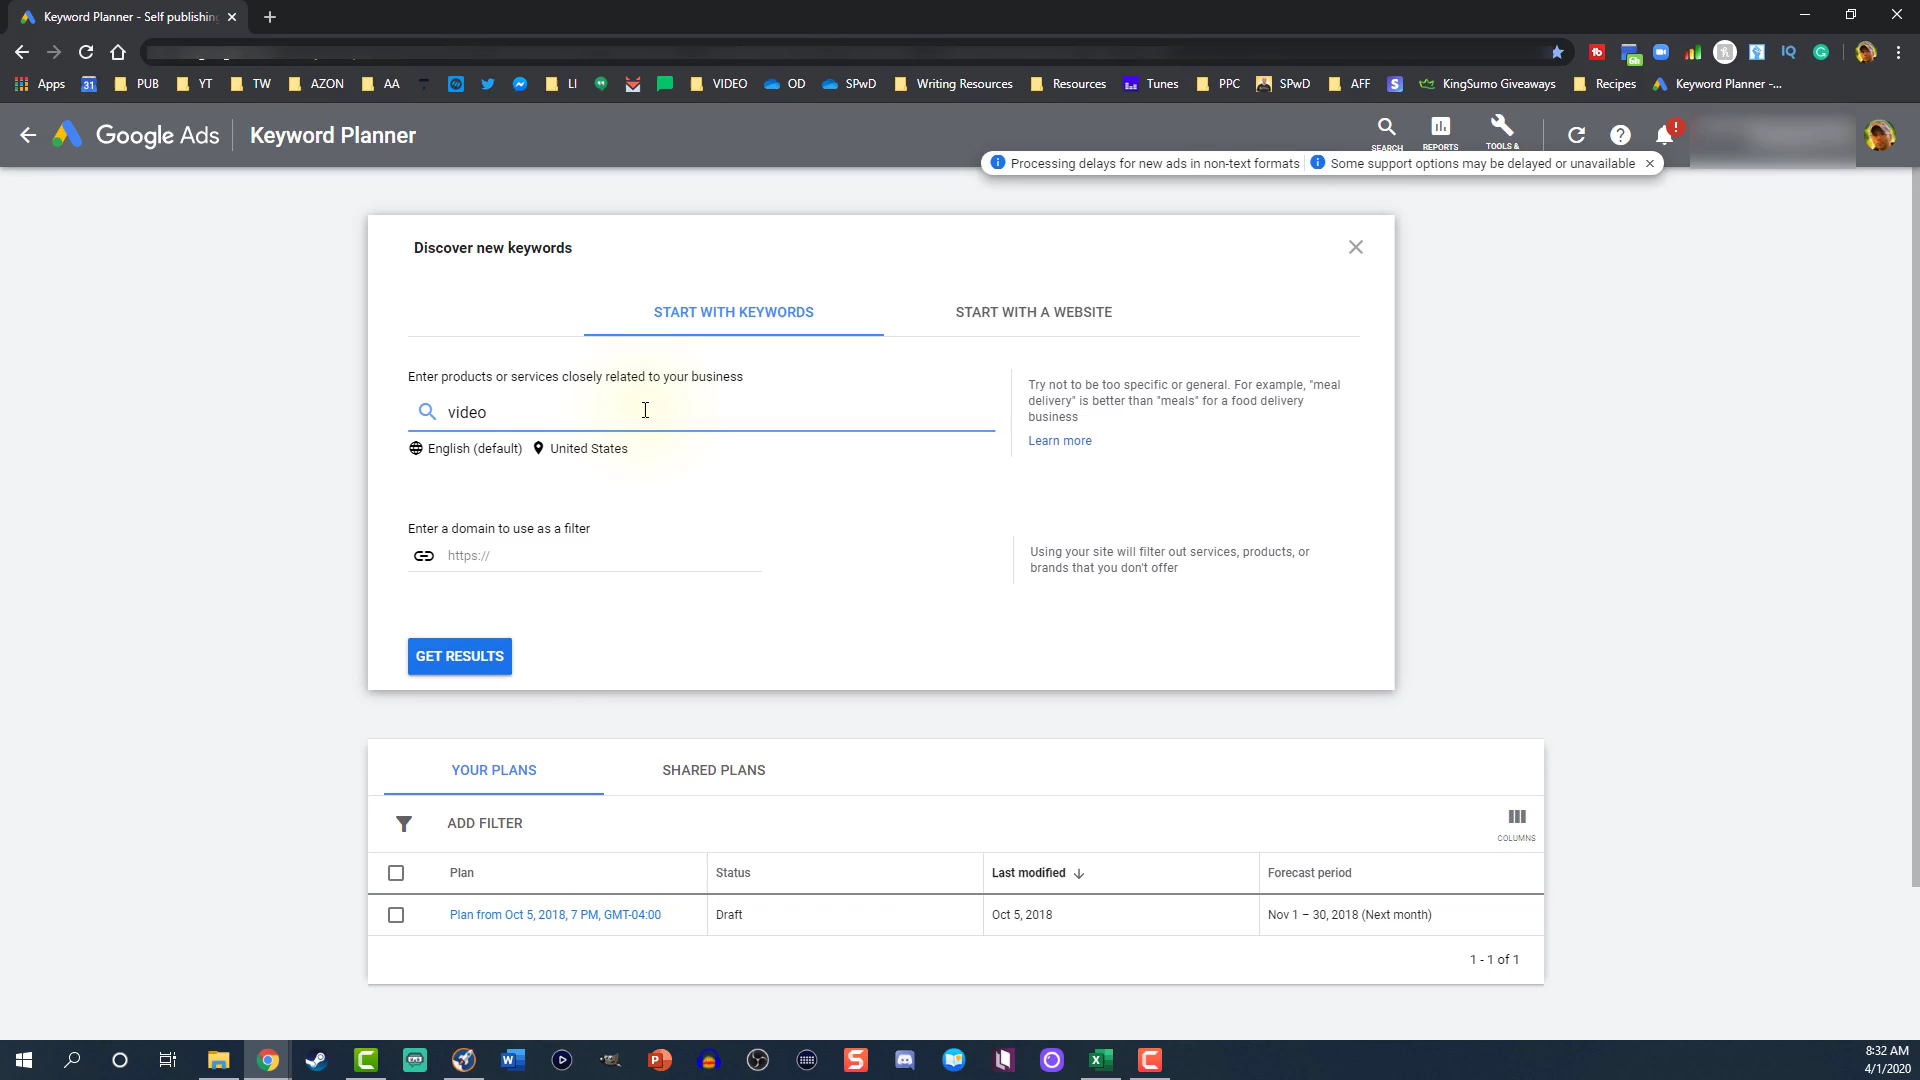 Keyword Planner - Self publishing
Apps
31
PUB
YT
TW
AZON
AA
LI
VIDEO
OD
SPwD
Writing Resources
Resources
Tunes
PPC
SPwD
AFF
KingSumo Giveaways
Recipes
Keyword Planner -...
Google Ads
Keyword Planner
SEARCH
REPORTS
TOOLS &
Processing delays for new ads in non-text formats
Some support options may be delayed or unavailable
Discover new keywords
START WITH KEYWORDS
START WITH A WEBSITE
Enter products or services closely related to your business
video
English (default)
United States
Try not to be too specific or general. For example, "meal
delivery" is better than "meals" for a food delivery
business
Learn more
Enter a domain to use as a filter
https://
Using your site will filter out services, products, or
brands that you don't offer
GET RESULTS
YOUR PLANS
SHARED PLANS
ADD FILTER
COLUMNS
Plan
Status
Last modified
Forecast period
Plan from Oct 5, 2018, 7 PM, GMT-04:00
Draft
Oct 5, 2018
Nov 1 – 30, 2018 (Next month)
1 - 1 of 1
8:32 AM
4/1/2020